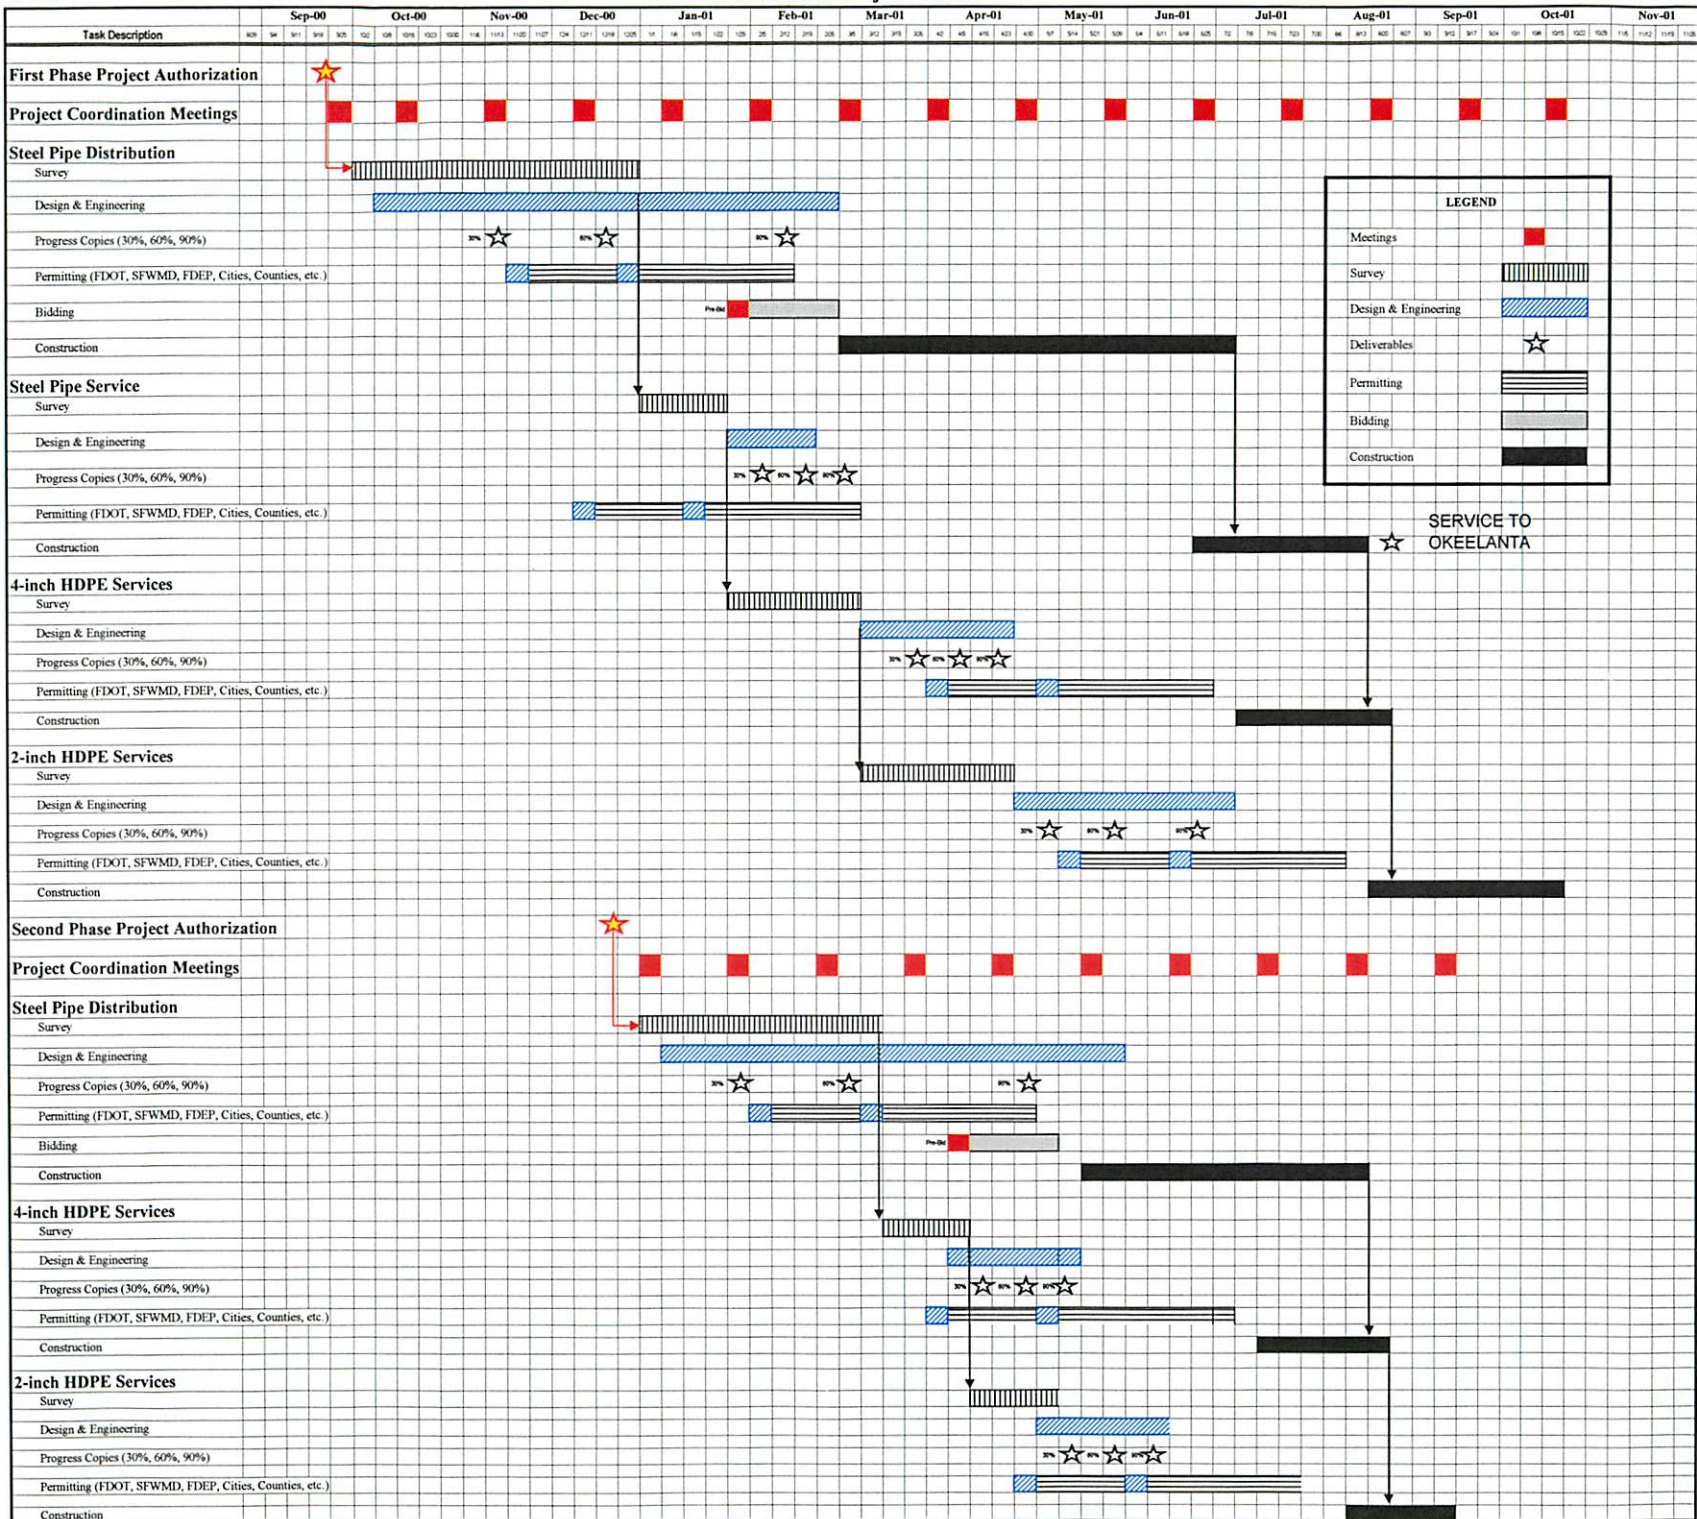 Sep-00 Oct-00 Nov-00 Dec-00 Jan-01 Feb-01 Mar-01 Apr-01 May-01 Jun-01 Jul-01 Aug-01 Sep-01 Oct-01 Nov-01
Task Description
First Phase Project Authorization
Project Coordination Meetings
Steel Pipe Distribution
Survey
Design & Engineering
Progress Copies (30%, 60%, 90%)
Permitting (FDOT, SFWMD, FDEP, Cities, Counties, etc.)
Bidding Pre-Bid
Construction
Steel Pipe Service
Survey
Design & Engineering
Progress Copies (30%, 60%, 90%)
Permitting (FDOT, SFWMD, FDEP, Cities, Counties, etc.)
Construction
LEGEND
Meetings
Survey
Design & Engineering
Deliverables
Permitting
Bidding
Construction
SERVICE TO
OKEELANTA
4-inch HDPE Services
Survey
Design & Engineering
Progress Copies (30%, 60%, 90%)
Permitting (FDOT, SFWMD, FDEP, Cities, Counties, etc.)
Construction
2-inch HDPE Services
Survey
Design & Engineering
Progress Copies (30%, 60%, 90%)
Permitting (FDOT, SFWMD, FDEP, Cities, Counties, etc.)
Construction
Second Phase Project Authorization
Project Coordination Meetings
Steel Pipe Distribution
Survey
Design & Engineering
Progress Copies (30%, 60%, 90%)
Permitting (FDOT, SFWMD, FDEP, Cities, Counties, etc.)
Bidding Pre-Bid
Construction
4-inch HDPE Services
Survey
Design & Engineering
Progress Copies (30%, 60%, 90%)
Permitting (FDOT, SFWMD, FDEP, Cities, Counties, etc.)
Construction
2-inch HDPE Services
Survey
Design & Engineering
Progress Copies (30%, 60%, 90%)
Permitting (FDOT, SFWMD, FDEP, Cities, Counties, etc.)
Construction